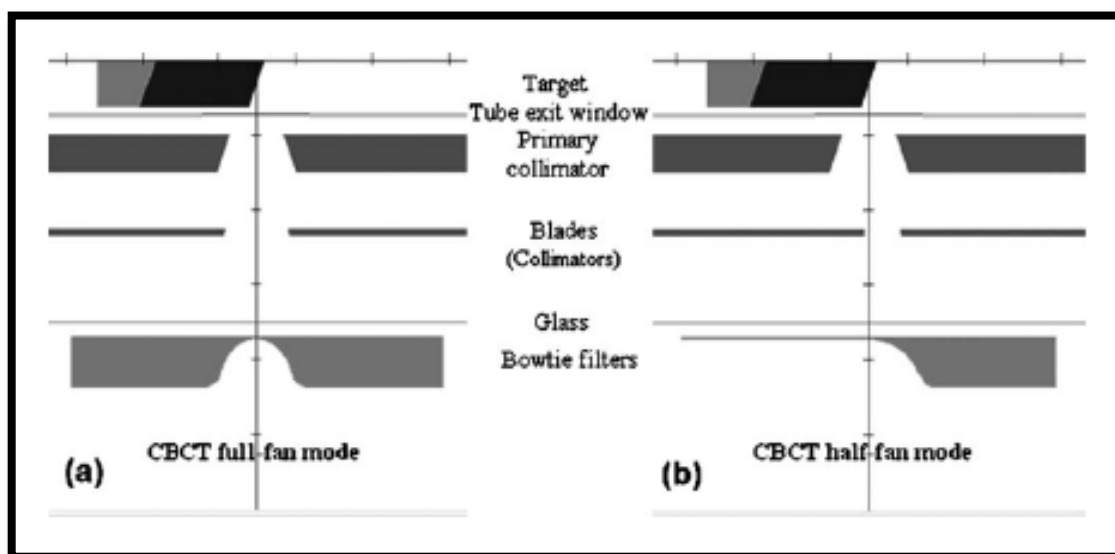 Target
Tube exit window
Primary
collimator
Blades
(Collimators)
Glass
Bowtie filters
CBCT full-fan mode
CBCT half-fan mode
(a)
(b)